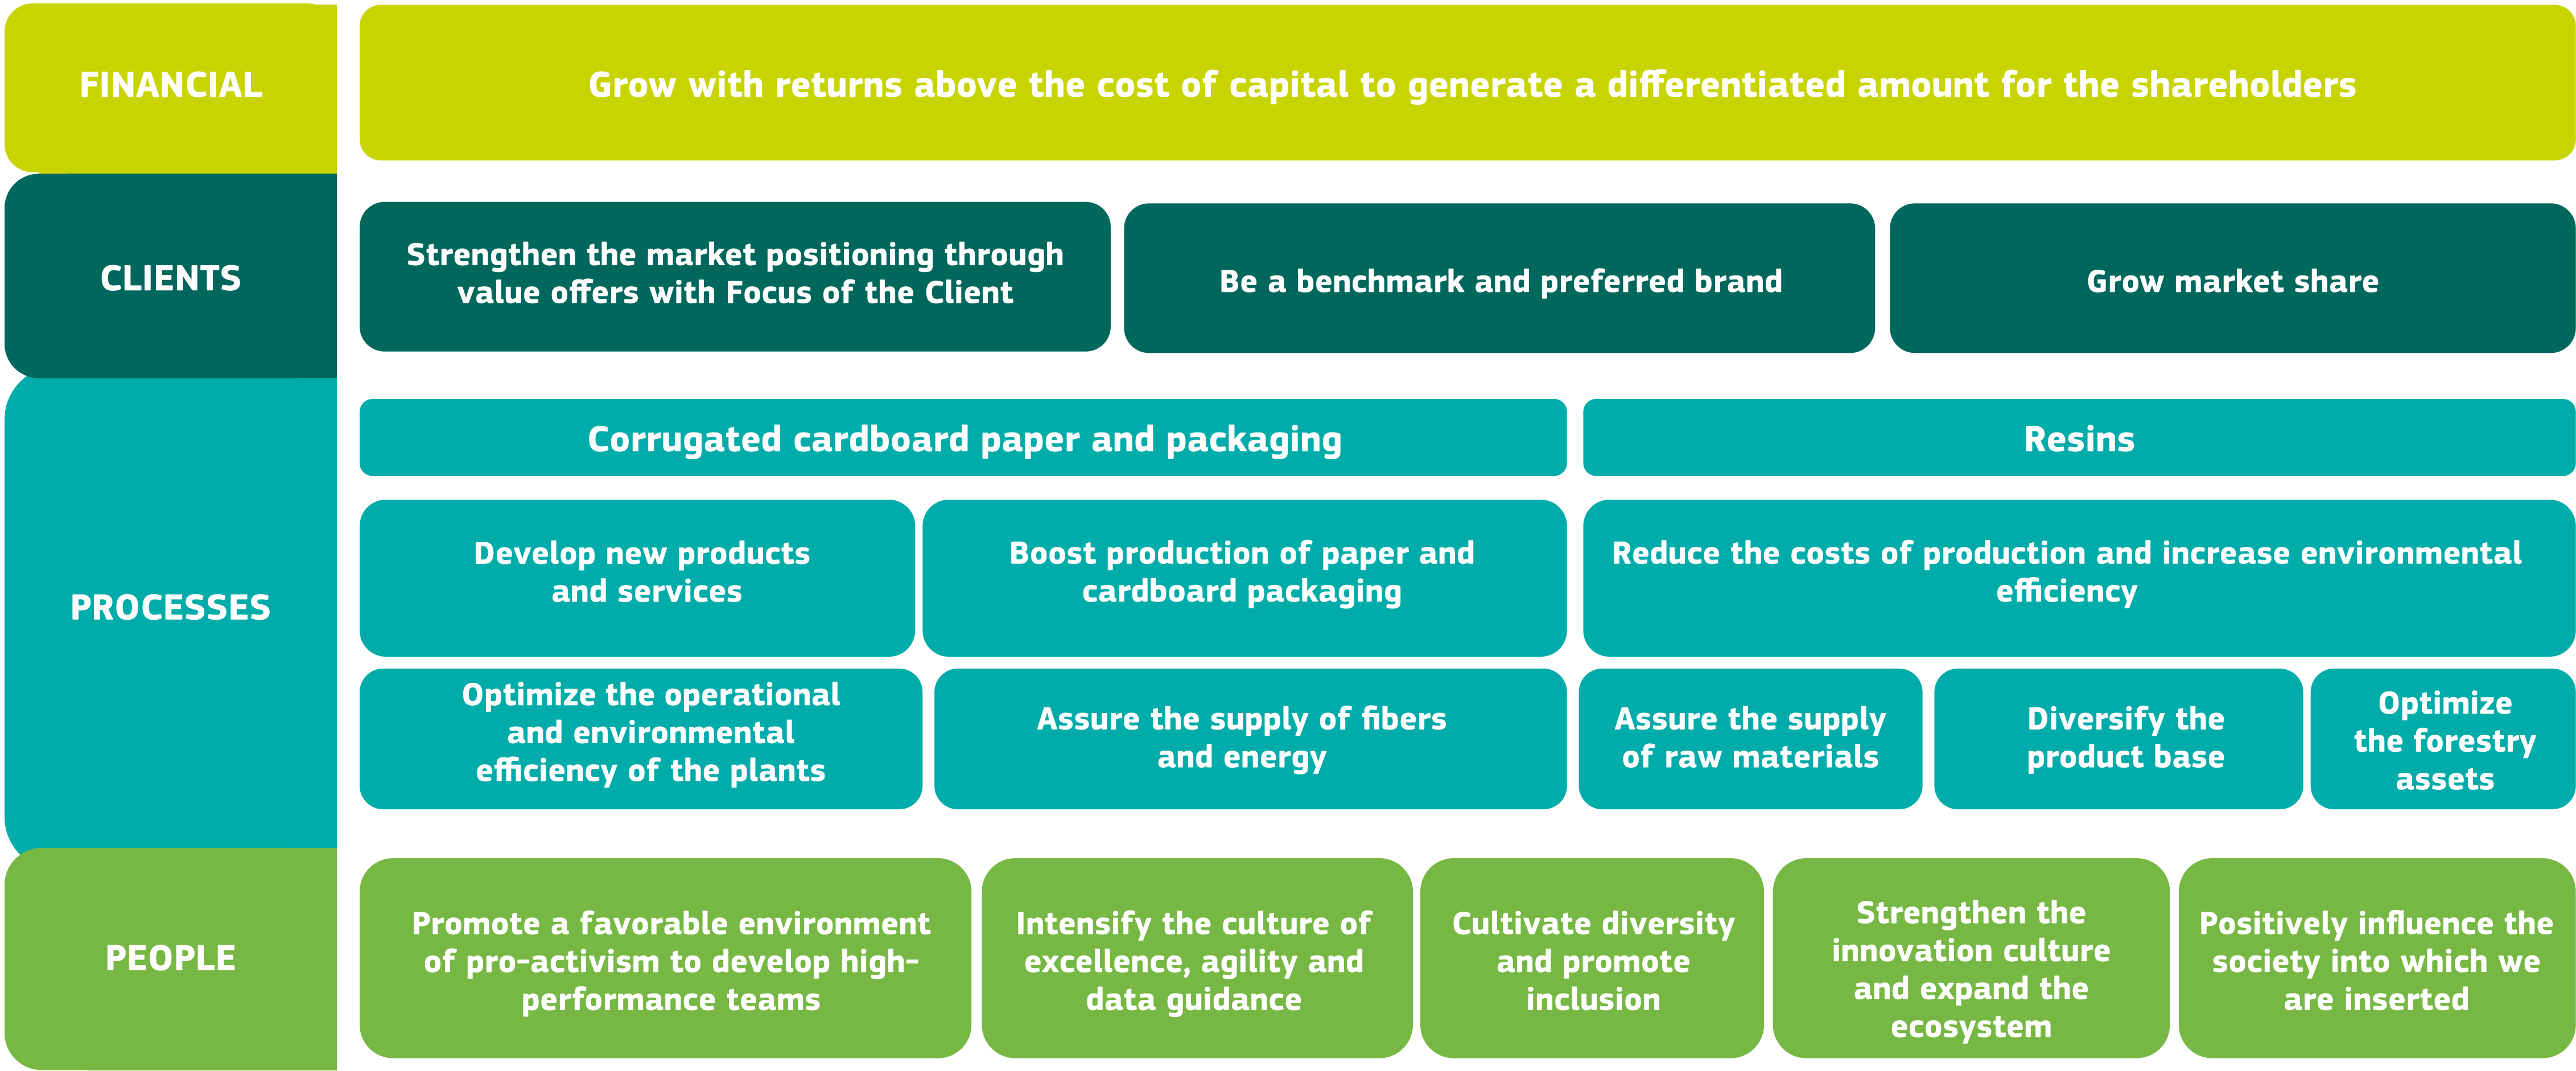 FINANCIAL
Grow with returns above the cost of capital to generate a differentiated amount for the shareholders
CLIENTS
Strengthen the market positioning through
value offers with Focus of the Client
Be a benchmark and preferred brand
Grow market share
PROCESSES
Corrugated cardboard paper and packaging
Resins
Develop new products
and services
Boost production of paper and
cardboard packaging
Reduce the costs of production and increase environmental
efficiency
Optimize the operational
and environmental
efficiency of the plants
Assure the supply of fibers
and energy
Assure the supply
of raw materials
Diversify the
product base
Optimize
the forestry
assets
PEOPLE
Promote a favorable environment
of pro-activism to develop high-
performance teams
Intensify the culture of
excellence, agility and
data guidance
Cultivate diversity
and promote
inclusion
Strengthen the
innovation culture
and expand the
ecosystem
Positively influence the
society into which we
are inserted